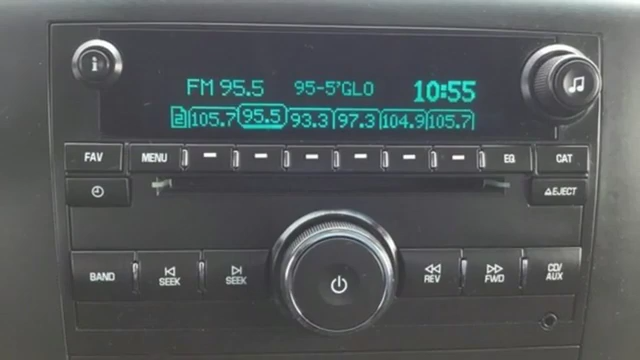 FM 95.5 95-5'GLO 10:55
2 105.7 95.5 93.3 97.3 104.9 105.7
FAV MENU EQ CAT
EJECT
BAND SEEK SEEK REV FWD CD/AUX